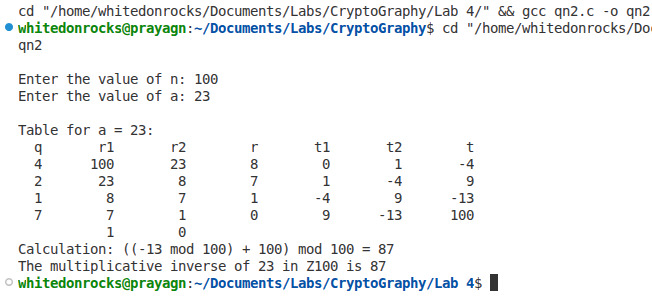 cd "/home/whitedonrocks/Documents/Labs/CryptoGraphy/Lab 4/" && gcc qn2.c -o qn2
whitedonrocks@prayagn:~/Documents/Labs/CryptoGraphy$ cd "/home/whitedonrocks/Do
qn2
Enter the value of n: 100
Enter the value of a: 23
Table for a = 23:
q r1 r2 r t1 t2 t
4 100 23 8 0 1 -4
2 23 8 7 1 -4 9
1 8 7 1 -4 9 -13
7 7 1 0 9 -13 100
1 0
Calculation: ((-13 mod 100) + 100) mod 100 = 87
The multiplicative inverse of 23 in Z100 is 87
whitedonrocks@prayagn:~/Documents/Labs/CryptoGraphy/Lab 4$